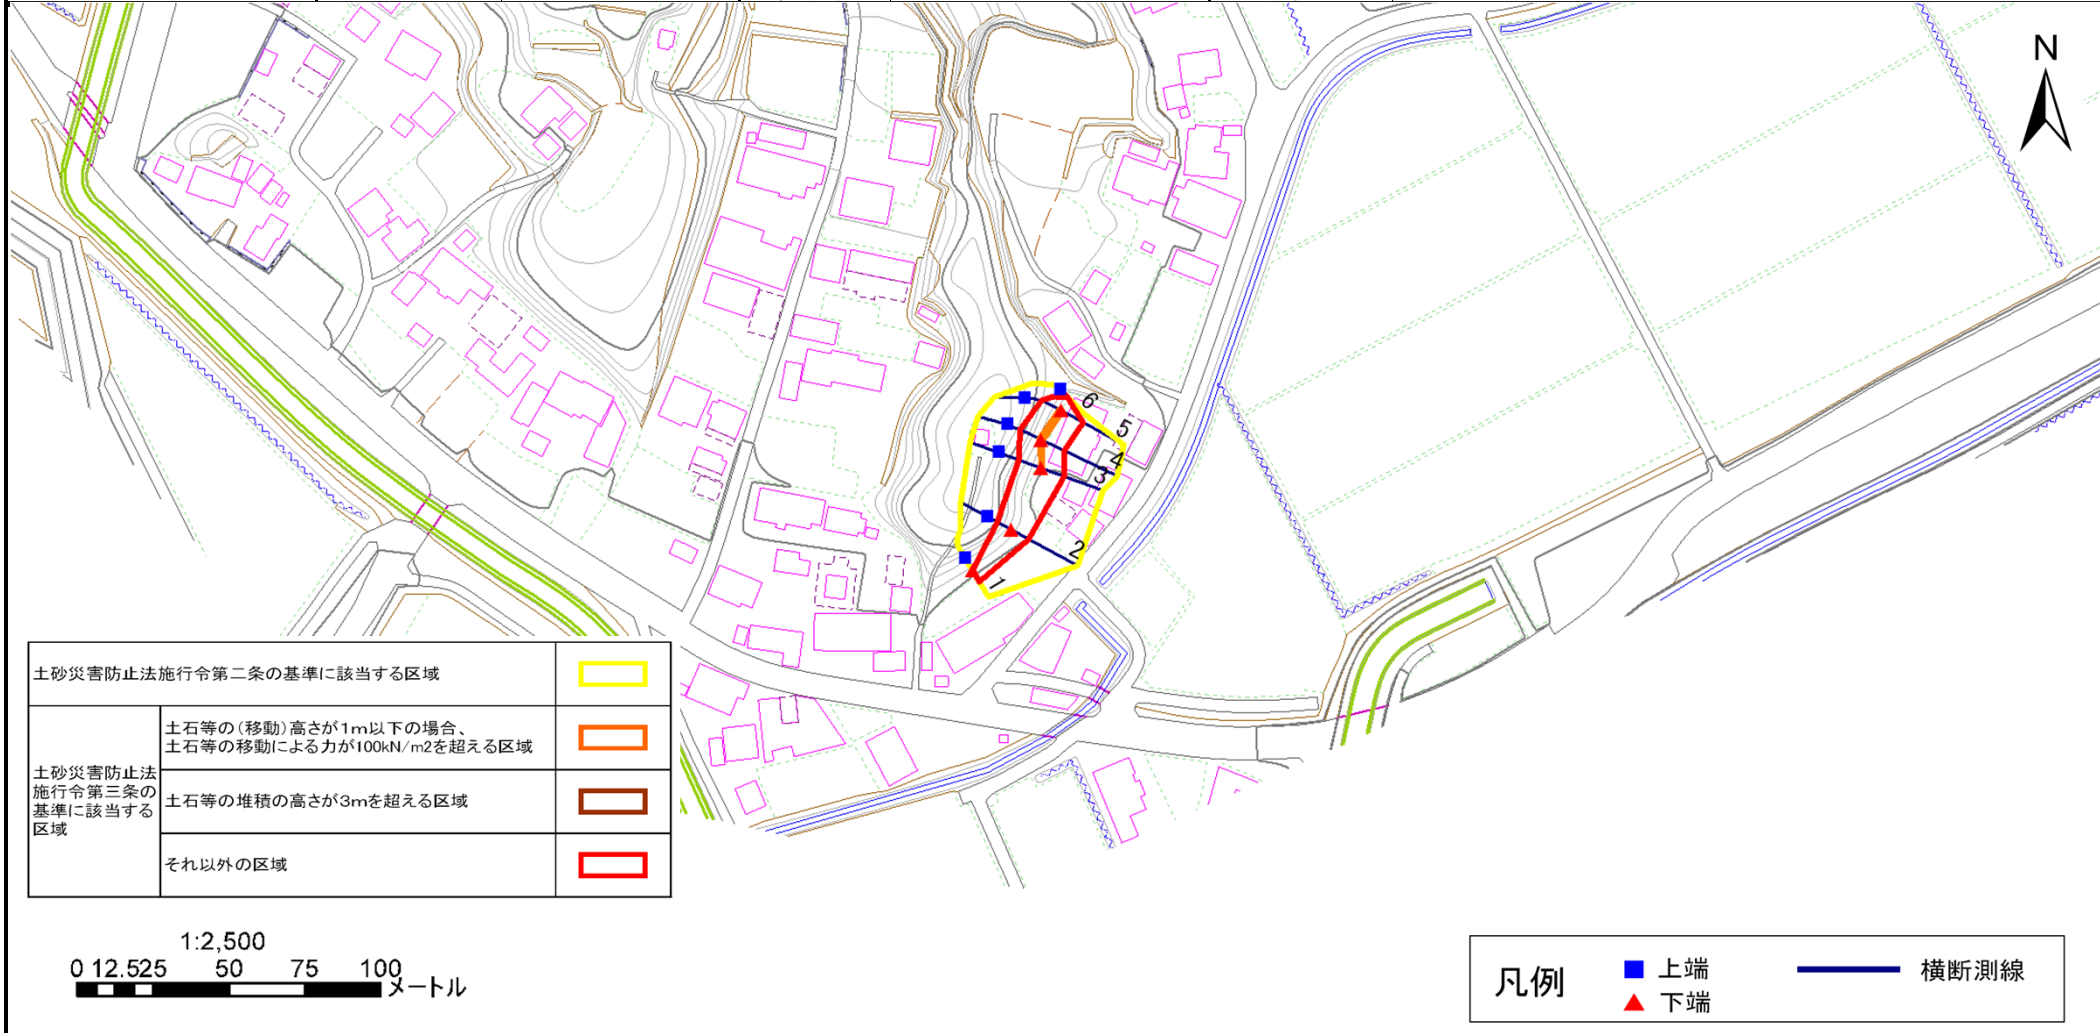 N
6
5
4
3
2
1
土砂災害防止法施行令第二条の基準に該当する区域
土砂災害防止法
施行令第三条の
基準に該当する
区域
土石等の(移動)高さが1m以下の場合、
土石等の移動による力が100kN/m2を超える区域
土石等の堆積の高さが3mを超える区域
それ以外の区域
1:2,500
0 12.525 50 75 100
メートル
凡例
上端
下端
横断測線